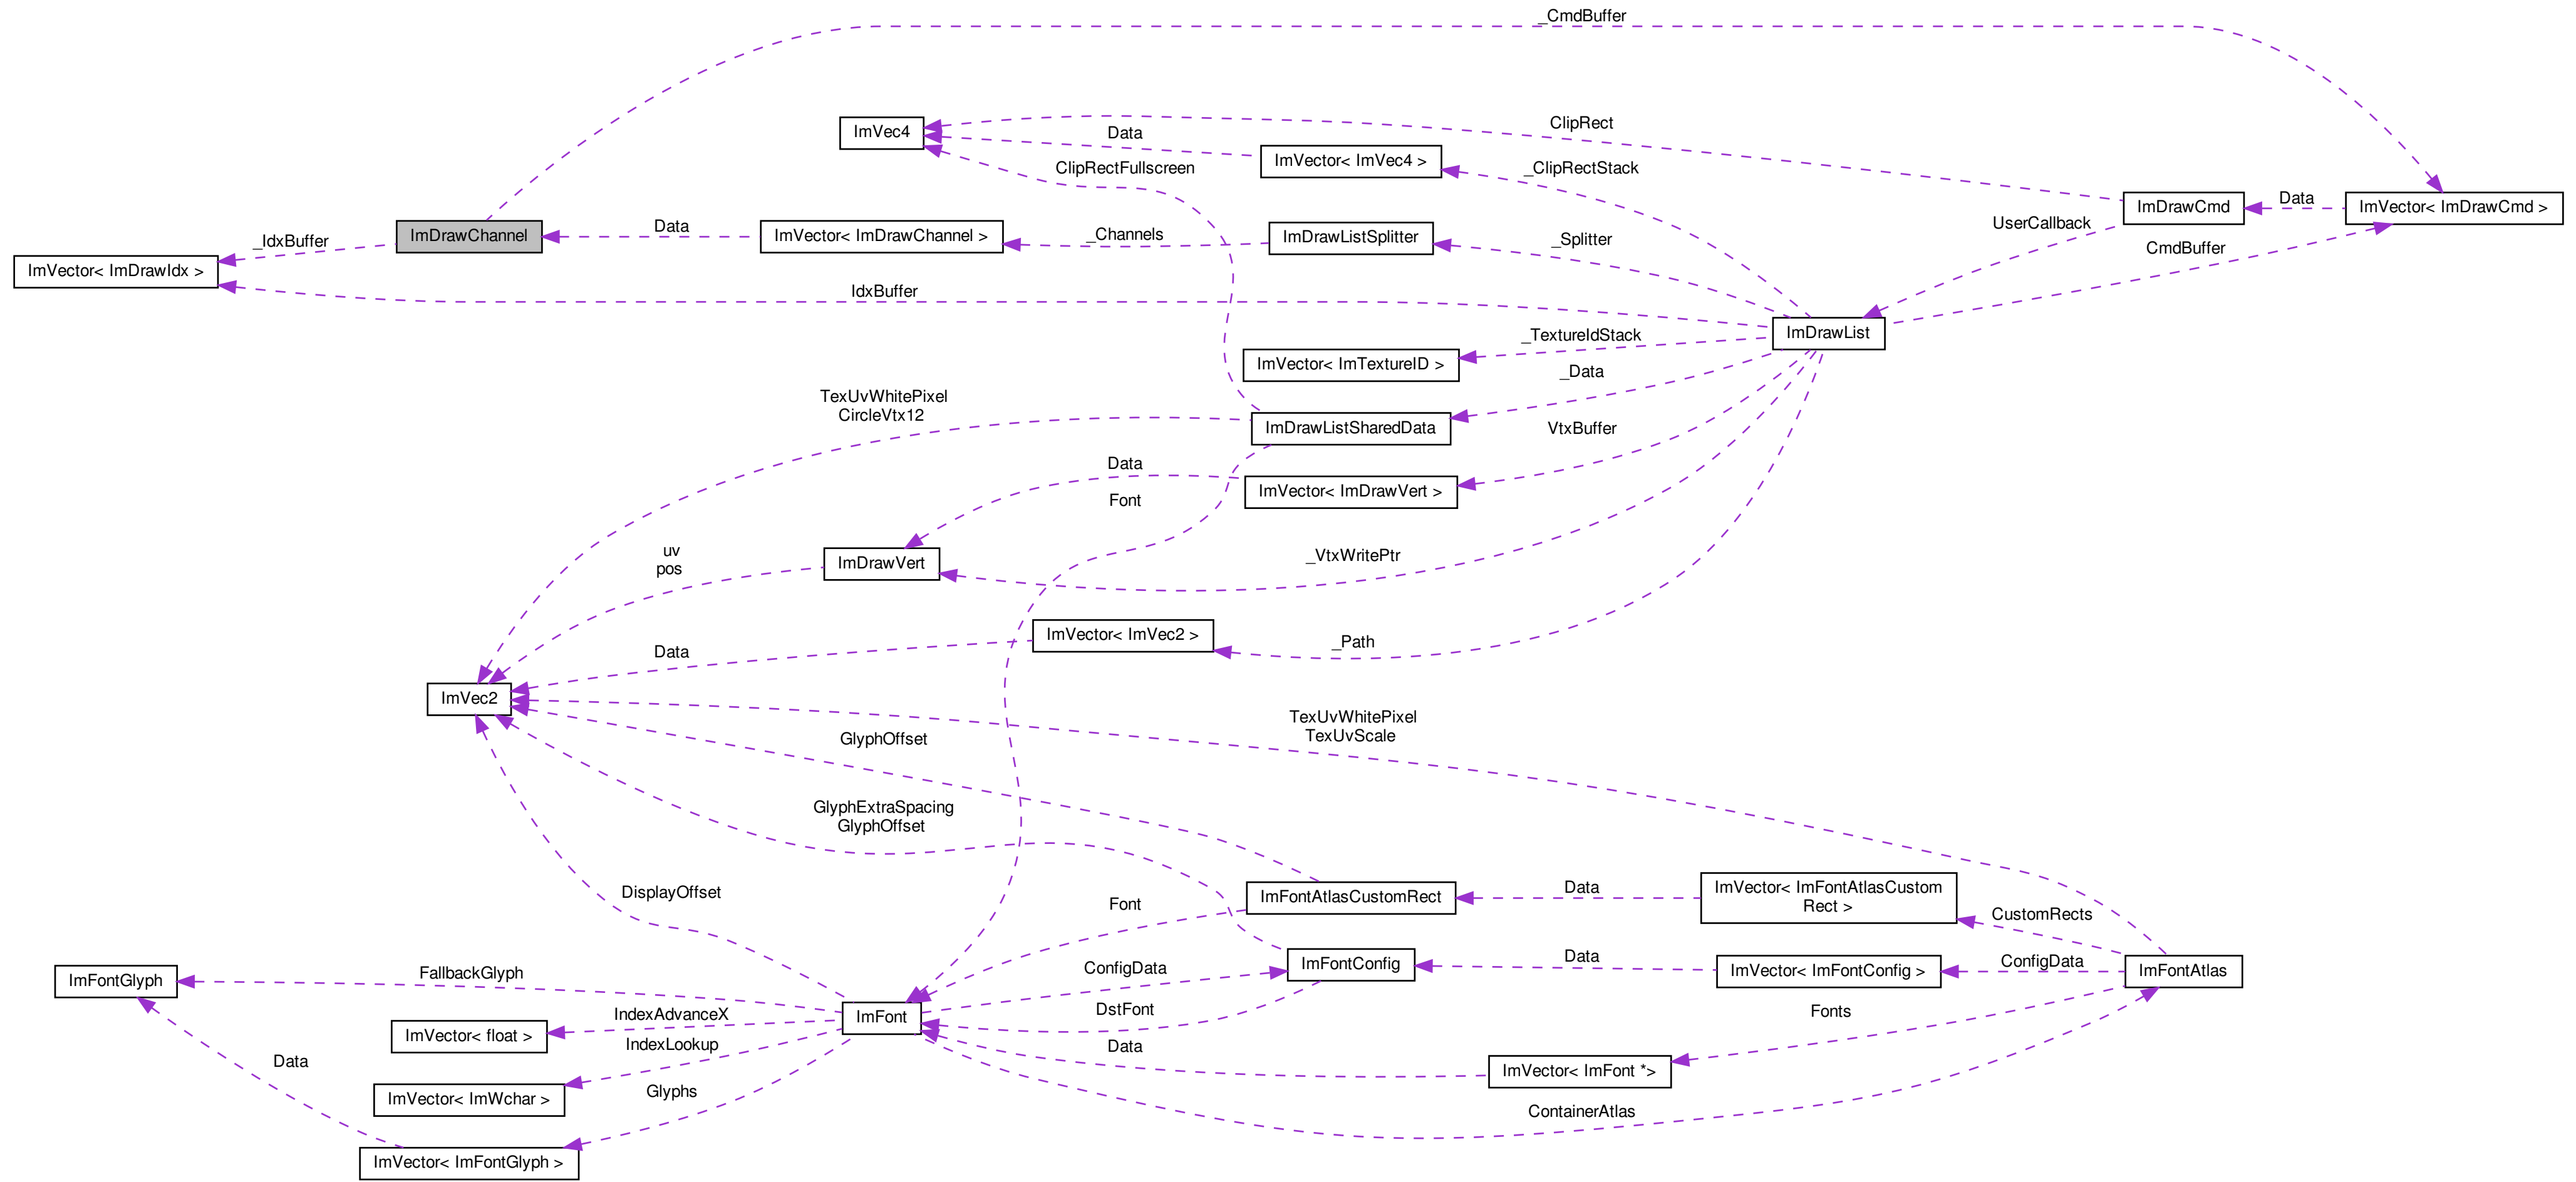 _CmdBuffer
ImVec4
ClipRect
Data
ImVector< ImVec4 >
ClipRectFullscreen
_ClipRectStack
ImDrawCmd
Data
ImVector< ImDrawCmd >
ImDrawChannel
Data
ImVector< ImDrawChannel >
_Channels
ImDrawListSplitter
_Splitter
UserCallback
CmdBuffer
_IdxBuffer
ImVector< ImDrawIdx >
IdxBuffer
ImDrawList
_TextureIdStack
ImVector< ImTextureID >
_Data
TexUvWhitePixel
CircleVtx12
ImDrawListSharedData
VtxBuffer
Data
ImVector< ImDrawVert >
Font
uv
pos
ImDrawVert
_VtxWritePtr
ImVector< ImVec2 >
_Path
Data
ImVec2
TexUvWhitePixel
TexUvScale
GlyphOffset
GlyphExtraSpacing
GlyphOffset
DisplayOffset
ImFontAtlasCustomRect
Data
ImVector< ImFontAtlasCustom
Rect >
CustomRects
Font
ImFontConfig
Data
ImVector< ImFontConfig >
ConfigData
ImFontAtlas
ImFontGlyph
FallbackGlyph
ConfigData
DstFont
Fonts
IndexAdvanceX
ImFont
ImVector< float >
IndexLookup
Data
ImVector< ImFont *>
Data
Glyphs
ImVector< ImWchar >
ContainerAtlas
ImVector< ImFontGlyph >